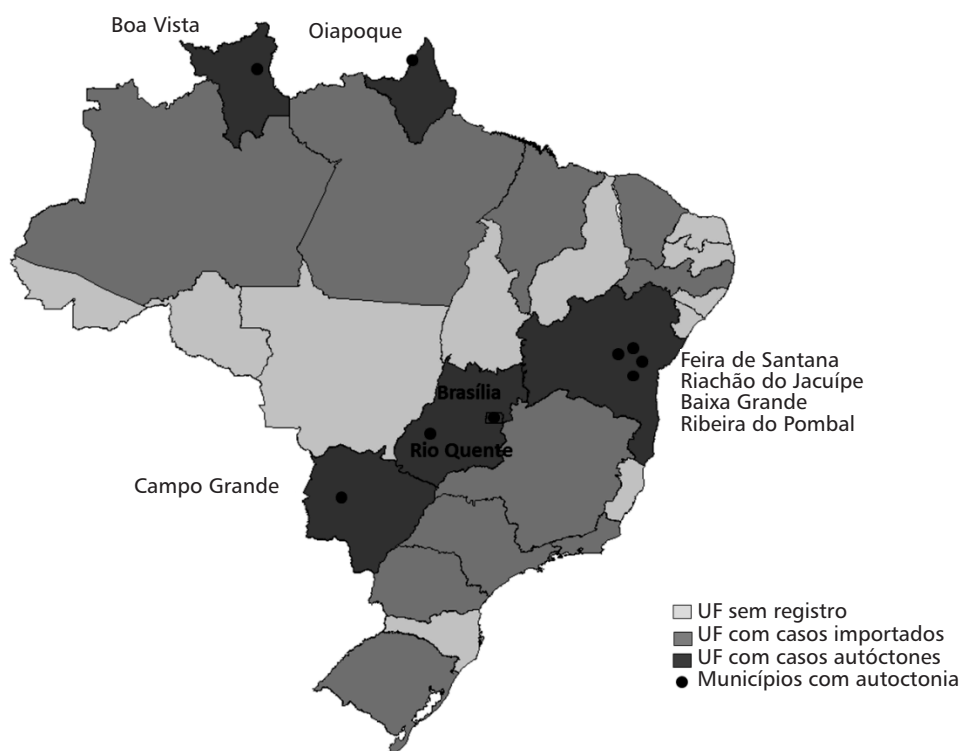 Boa Vista
Oiapoque
Feira de Santana
Riachão do Jacuípe
Baixa Grande
Ribeira do Pombal
Brasília
Rio Quente
Campo Grande
UF sem registro
UF com casos importados
UF com casos autóctones
Municípios com autoctonia